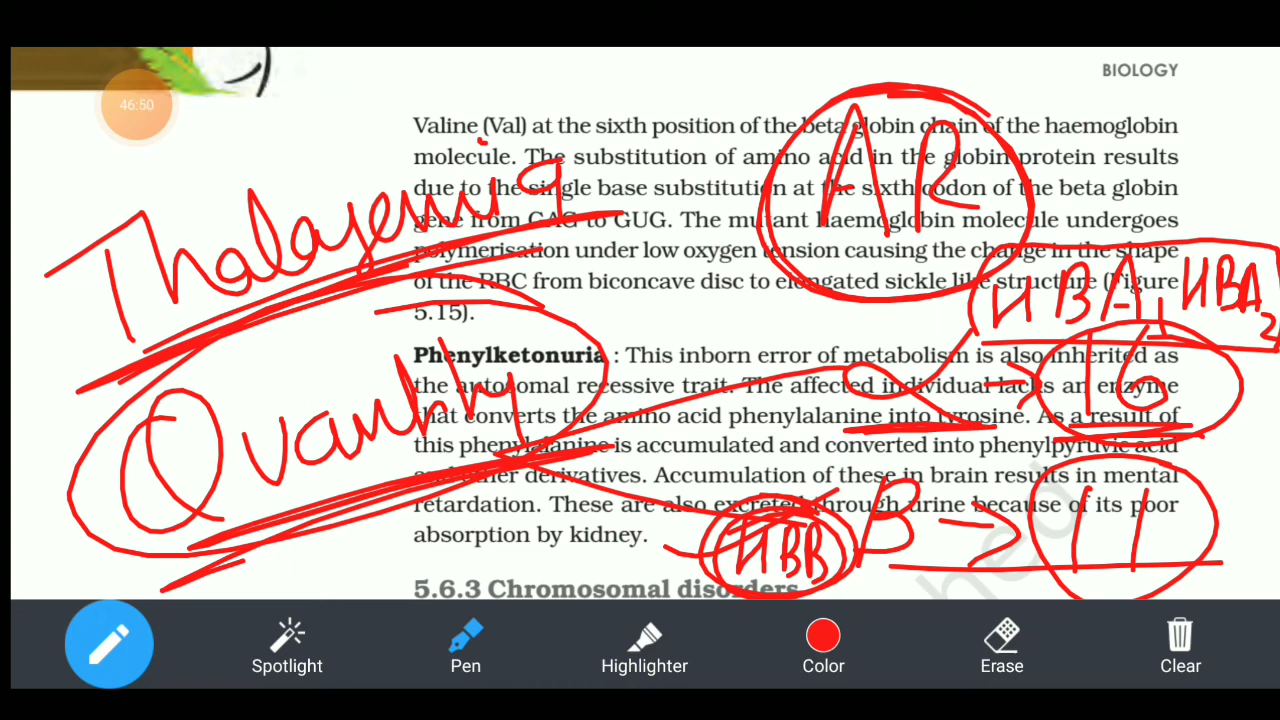 BIOLOGY
46:50
Valine (Val) at the sixth position of the beta globin chain of the haemoglobin
molecule. The substitution of amino acid in the globin protein results
due to the single base substitution at the sixth codon of the beta globin
gene from GAG to GUG. The mutant haemoglobin molecule undergoes
polymerisation under low oxygen tension causing the change in the shape
of the RBC from biconcave disc to elongated sickle like structure (Figure
5.15).
AR
Thalasemia
HBA1 HBA2
Phenylketonuria : This inborn error of metabolism is also inherited as
the autosomal recessive trait. The affected individual lacks an enzyme
that converts the amino acid phenylalanine into tyrosine. As a result of
this phenylalanine is accumulated and converted into phenylpyruvic acid
and other derivatives. Accumulation of these in brain results in mental
retardation. These are also excreted through urine because of its poor
absorption by kidney.
Quantity
α → 16
HBB β → 11
5.6.3 Chromosomal disorders
hed
Spotlight
Pen
Highlighter
Color
Erase
Clear